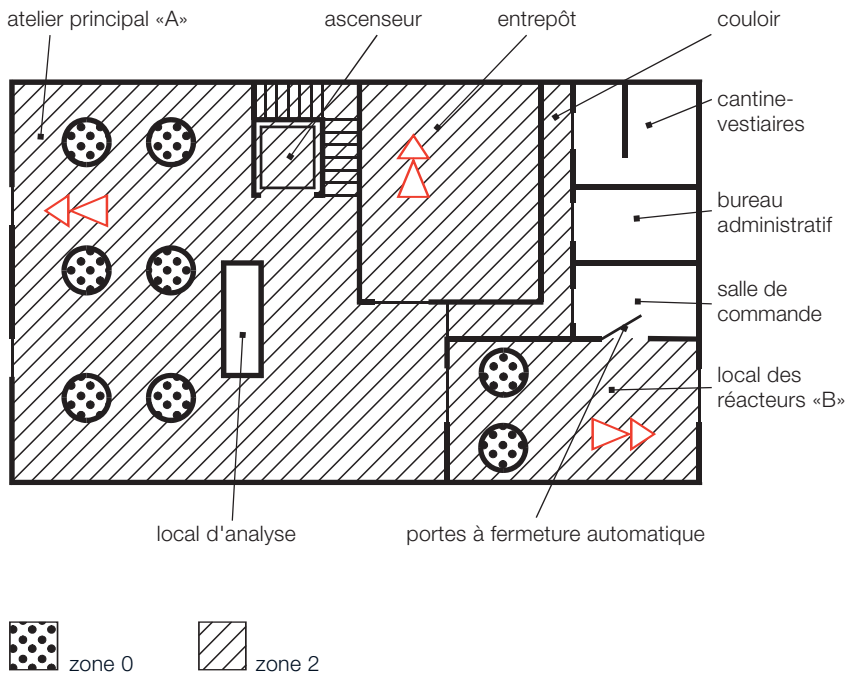 atelier principal «A»
ascenseur
entrepôt
couloir
cantine-
vestiaires
bureau
administratif
salle de
commande
local des
réacteurs «B»
local d'analyse
portes à fermeture automatique
zone 0
zone 2